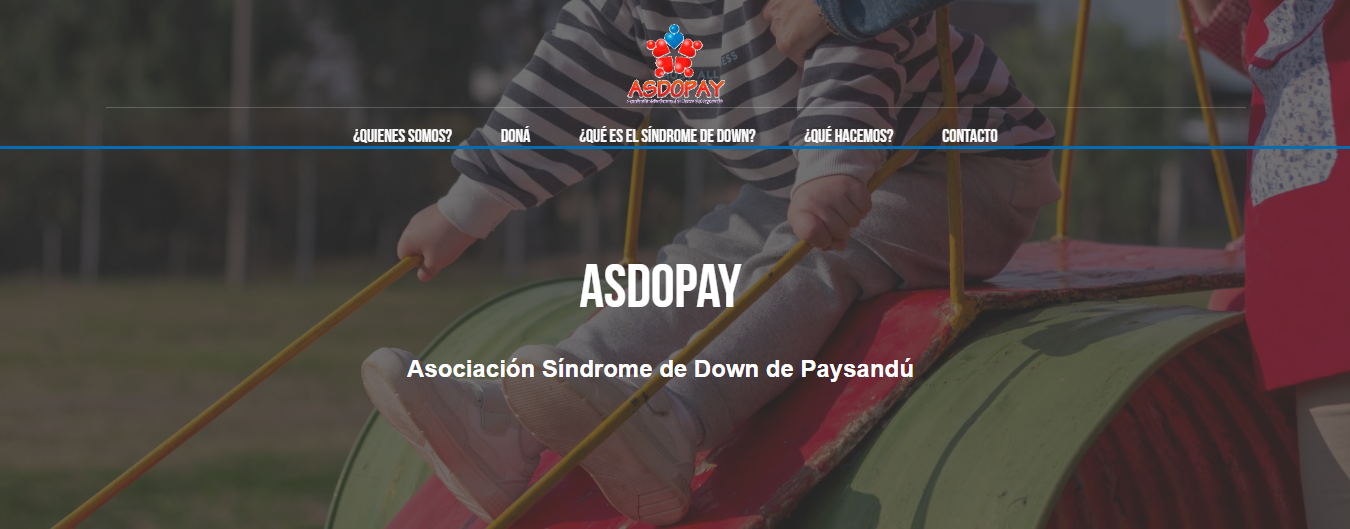 ASDOPAY
¿QUIENES SOMOS? DONÁ ¿QUÉ ES EL SÍNDROME DE DOWN? ¿QUÉ HACEMOS? CONTACTO
ASDOPAY
Asociación Síndrome de Down de Paysandú